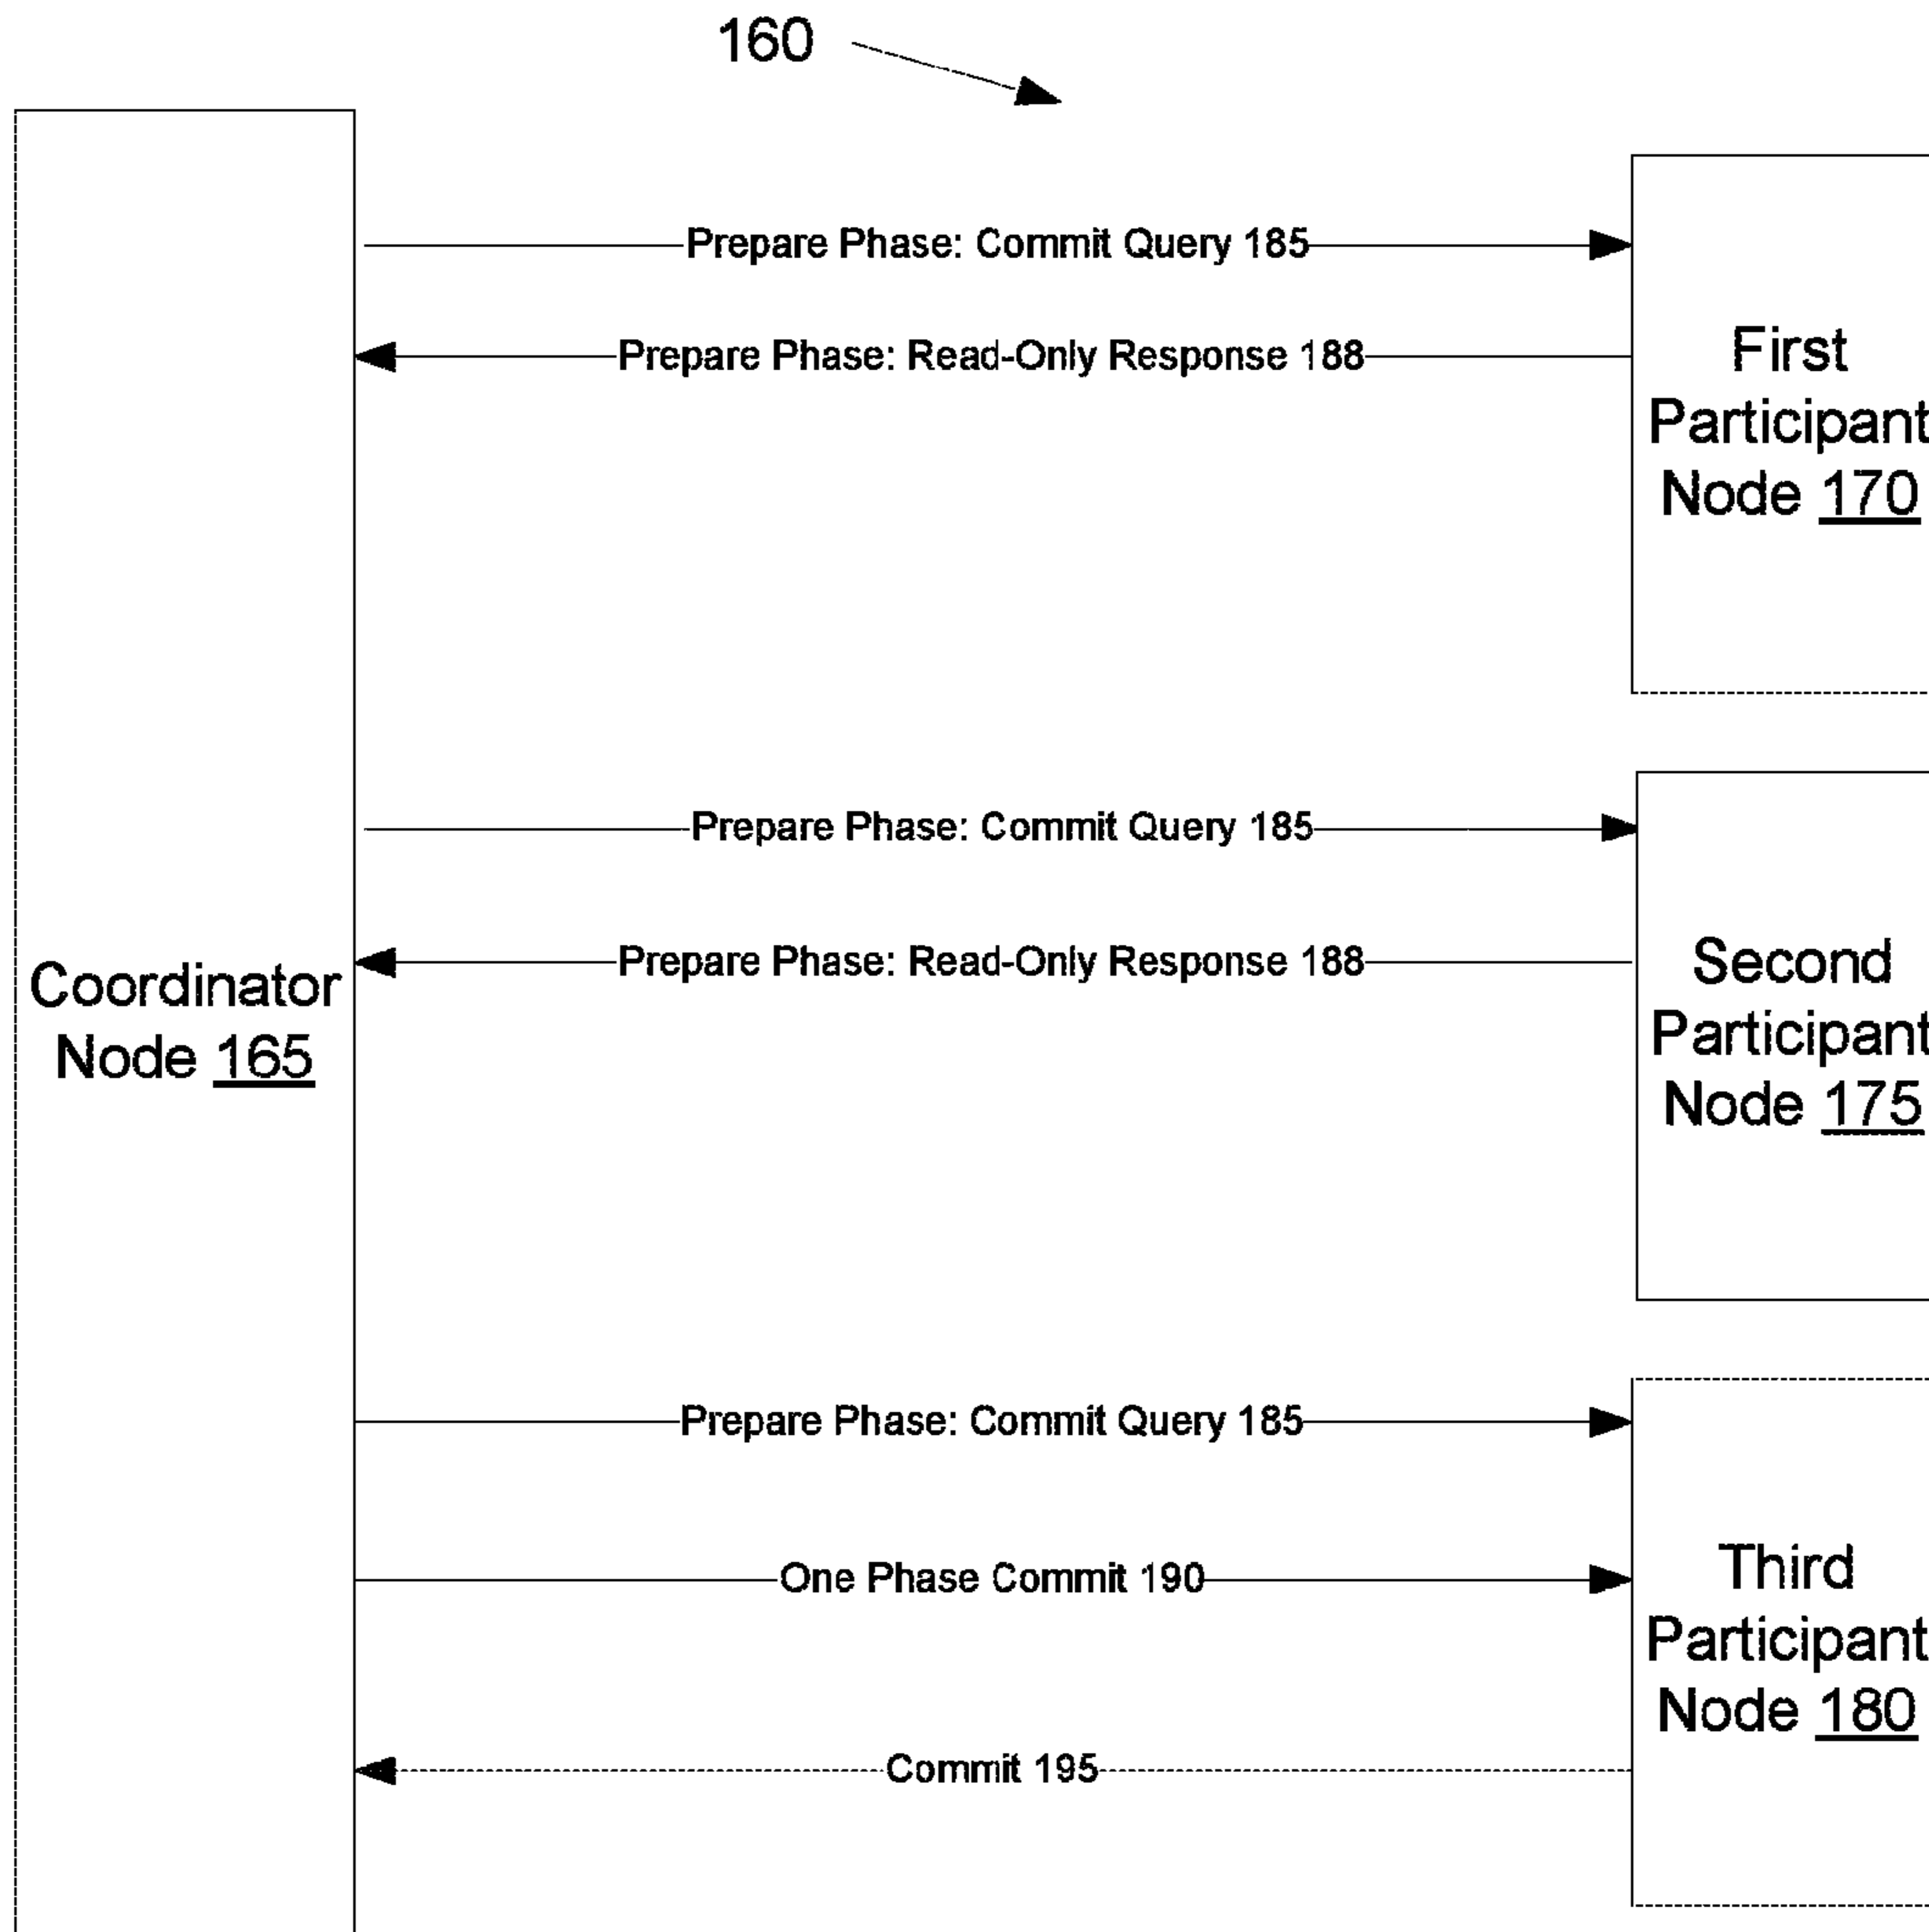 160
Prepare Phase: Commit Query 185
Prepare Phase: Read-Only Response 188
First
Participant
Node 170
Prepare Phase: Commit Query 185
Prepare Phase: Read-Only Response 188
Second
Participant
Node 175
Coordinator
Node 165
Prepare Phase: Commit Query 185
One Phase Commit 190
Commit 195
Third
Participant
Node 180